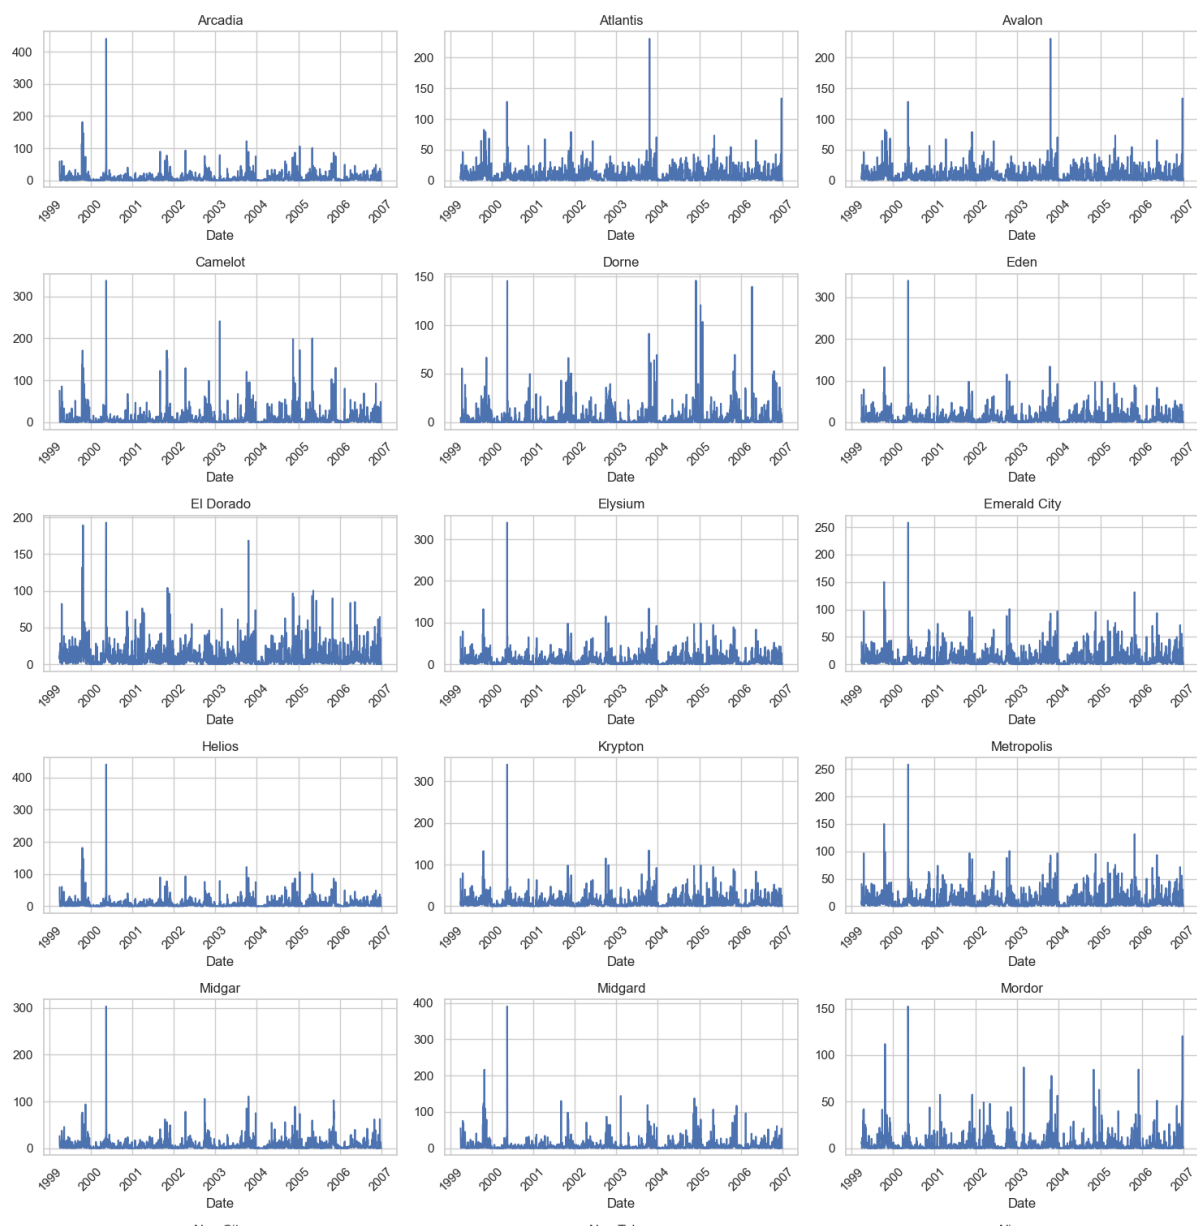 Arcadia Atlantis Avalon
400 200 200
300 150 150
200 100 100
100 50 50
0 0 0
1999 2000 2001 2002 2003 2004 2005 2006 2007 1999 2000 2001 2002 2003 2004 2005 2006 2007 1999 2000 2001 2002 2003 2004 2005 2006 2007
Date Date Date
Camelot Dorne Eden
300 150 300
200 100 200
100 50 100
0 0 0
1999 2000 2001 2002 2003 2004 2005 2006 2007 1999 2000 2001 2002 2003 2004 2005 2006 2007 1999 2000 2001 2002 2003 2004 2005 2006 2007
Date Date Date
El Dorado Elysium Emerald City
200 300 250
150 200 200
100 100 150
50 0 100
0 50
0
1999 2000 2001 2002 2003 2004 2005 2006 2007 1999 2000 2001 2002 2003 2004 2005 2006 2007 1999 2000 2001 2002 2003 2004 2005 2006 2007
Date Date Date
Helios Krypton Metropolis
400 300 250
300 200 200
200 100 150
100 0 100
0 50
0
1999 2000 2001 2002 2003 2004 2005 2006 2007 1999 2000 2001 2002 2003 2004 2005 2006 2007 1999 2000 2001 2002 2003 2004 2005 2006 2007
Date Date Date
Midgar Midgard Mordor
300 400 150
200 300 100
100 200 50
0 100 0
0
1999 2000 2001 2002 2003 2004 2005 2006 2007 1999 2000 2001 2002 2003 2004 2005 2006 2007 1999 2000 2001 2002 2003 2004 2005 2006 2007
Date Date Date